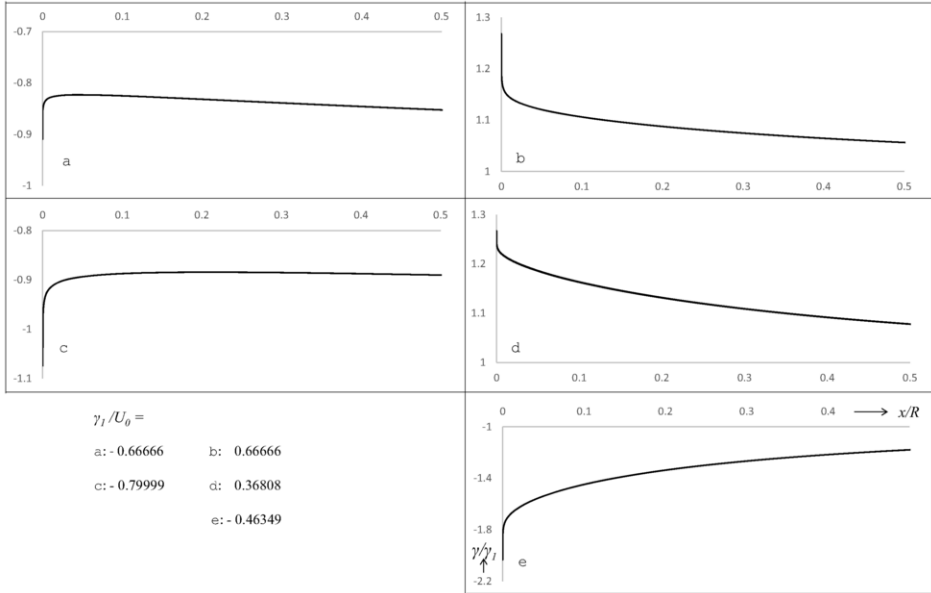 0 0.1 0.2 0.3 0.4 0.5
-0.7
-0.8
-0.9
-1
a
1.3
1.2
1.1
1
0 0.1 0.2 0.3 0.4 0.5
b
0 0.1 0.2 0.3 0.4 0.5
-0.8
-0.9
-1
-1.1
c
1.3
1.2
1.1
1
0 0.1 0.2 0.3 0.4 0.5
d
γ₁ /U₀ =
a: - 0.66666 b: 0.66666
c: - 0.79999 d: 0.36808
e: - 0.46349
0 0.1 0.2 0.3 0.4 → x/R
-1
-1.4
-1.8
γ/γ₁
↑
-2.2
e